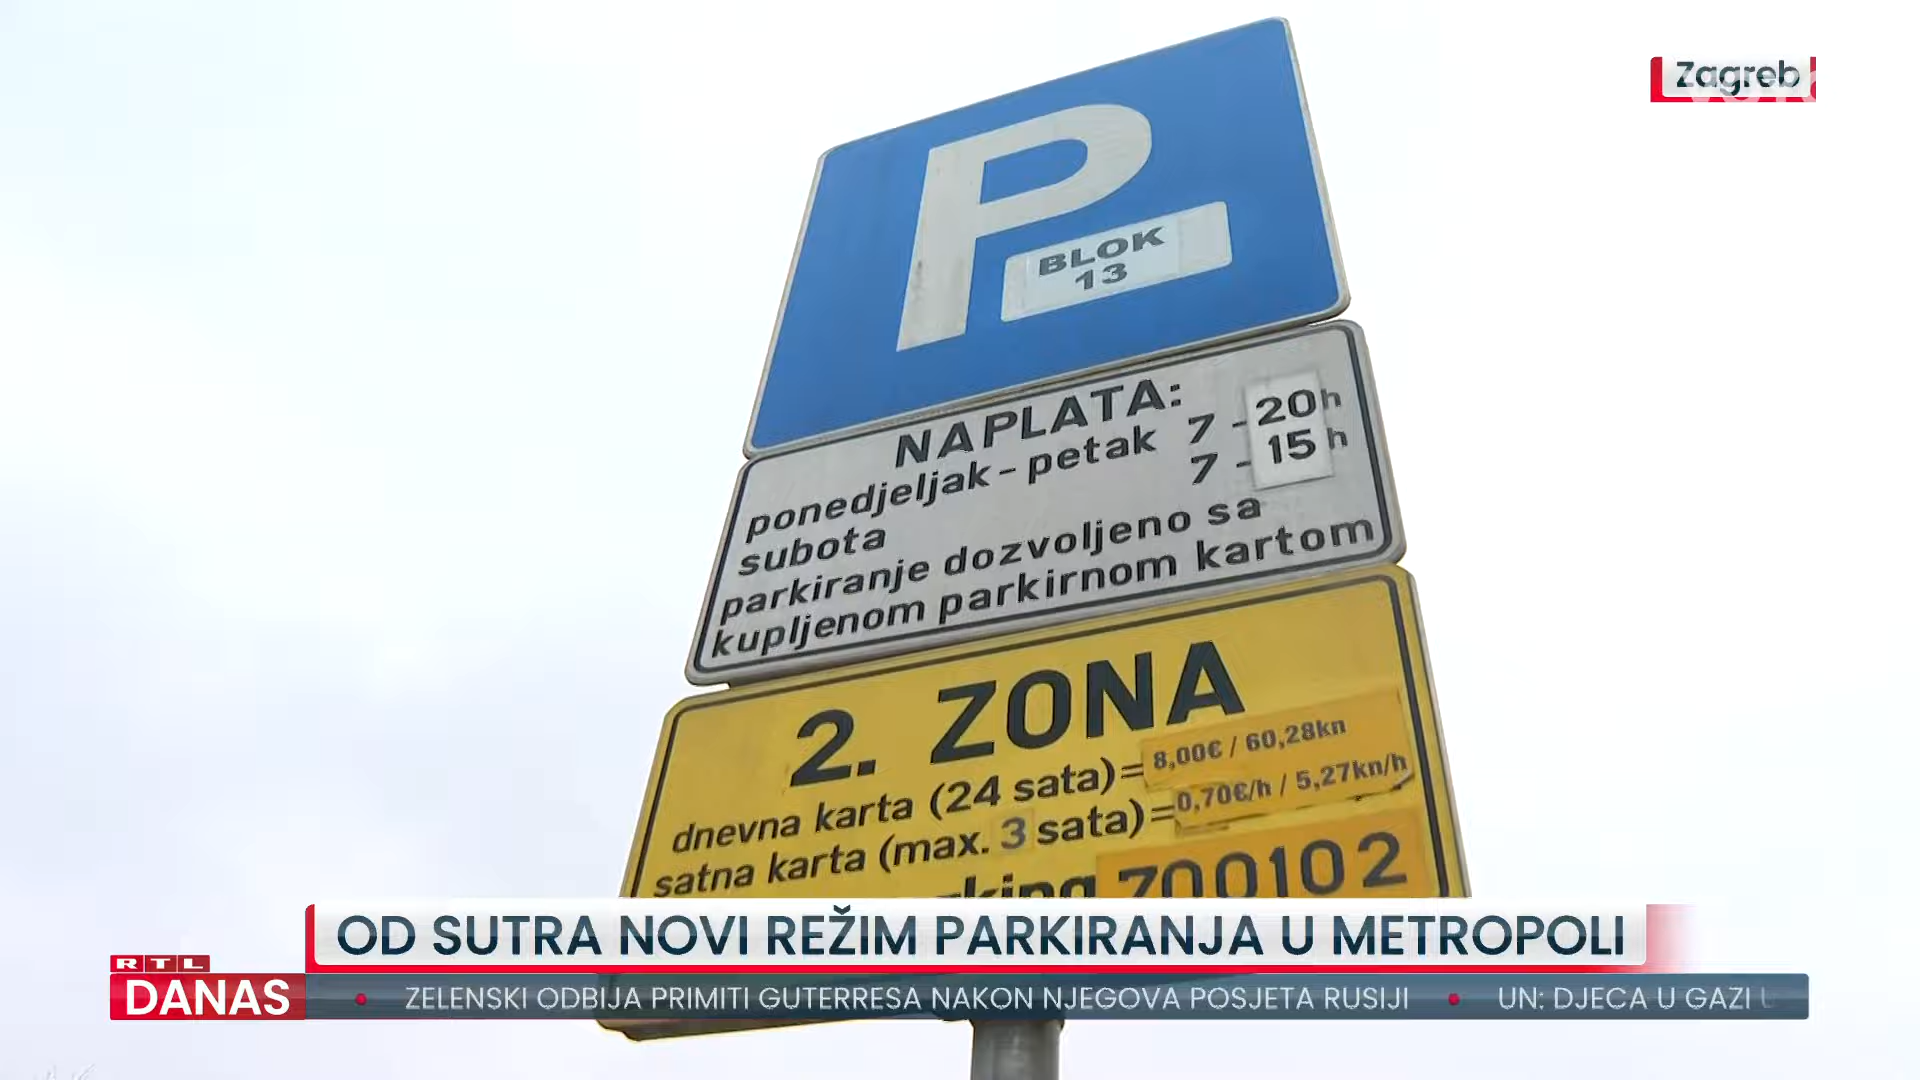 Zagreb
P
BLOK
13
NAPLATA:
ponedjeljak - petak 7 - 20h
subota 7 - 15h
parkiranje dozvoljeno sa
kupljenom parkirnom kartom
2. ZONA
dnevna karta (24 sata) = 8,00€ / 60,28kn
satna karta (max. 3 sata) = 0,70€/h / 5,27kn/h
700102
OD SUTRA NOVI REŽIM PARKIRANJA U METROPOLI
RTL
DANAS
• ZELENSKI ODBIJA PRIMITI GUTERRESA NAKON NJEGOVA POSJETA RUSIJI • UN: DJECA U GAZI